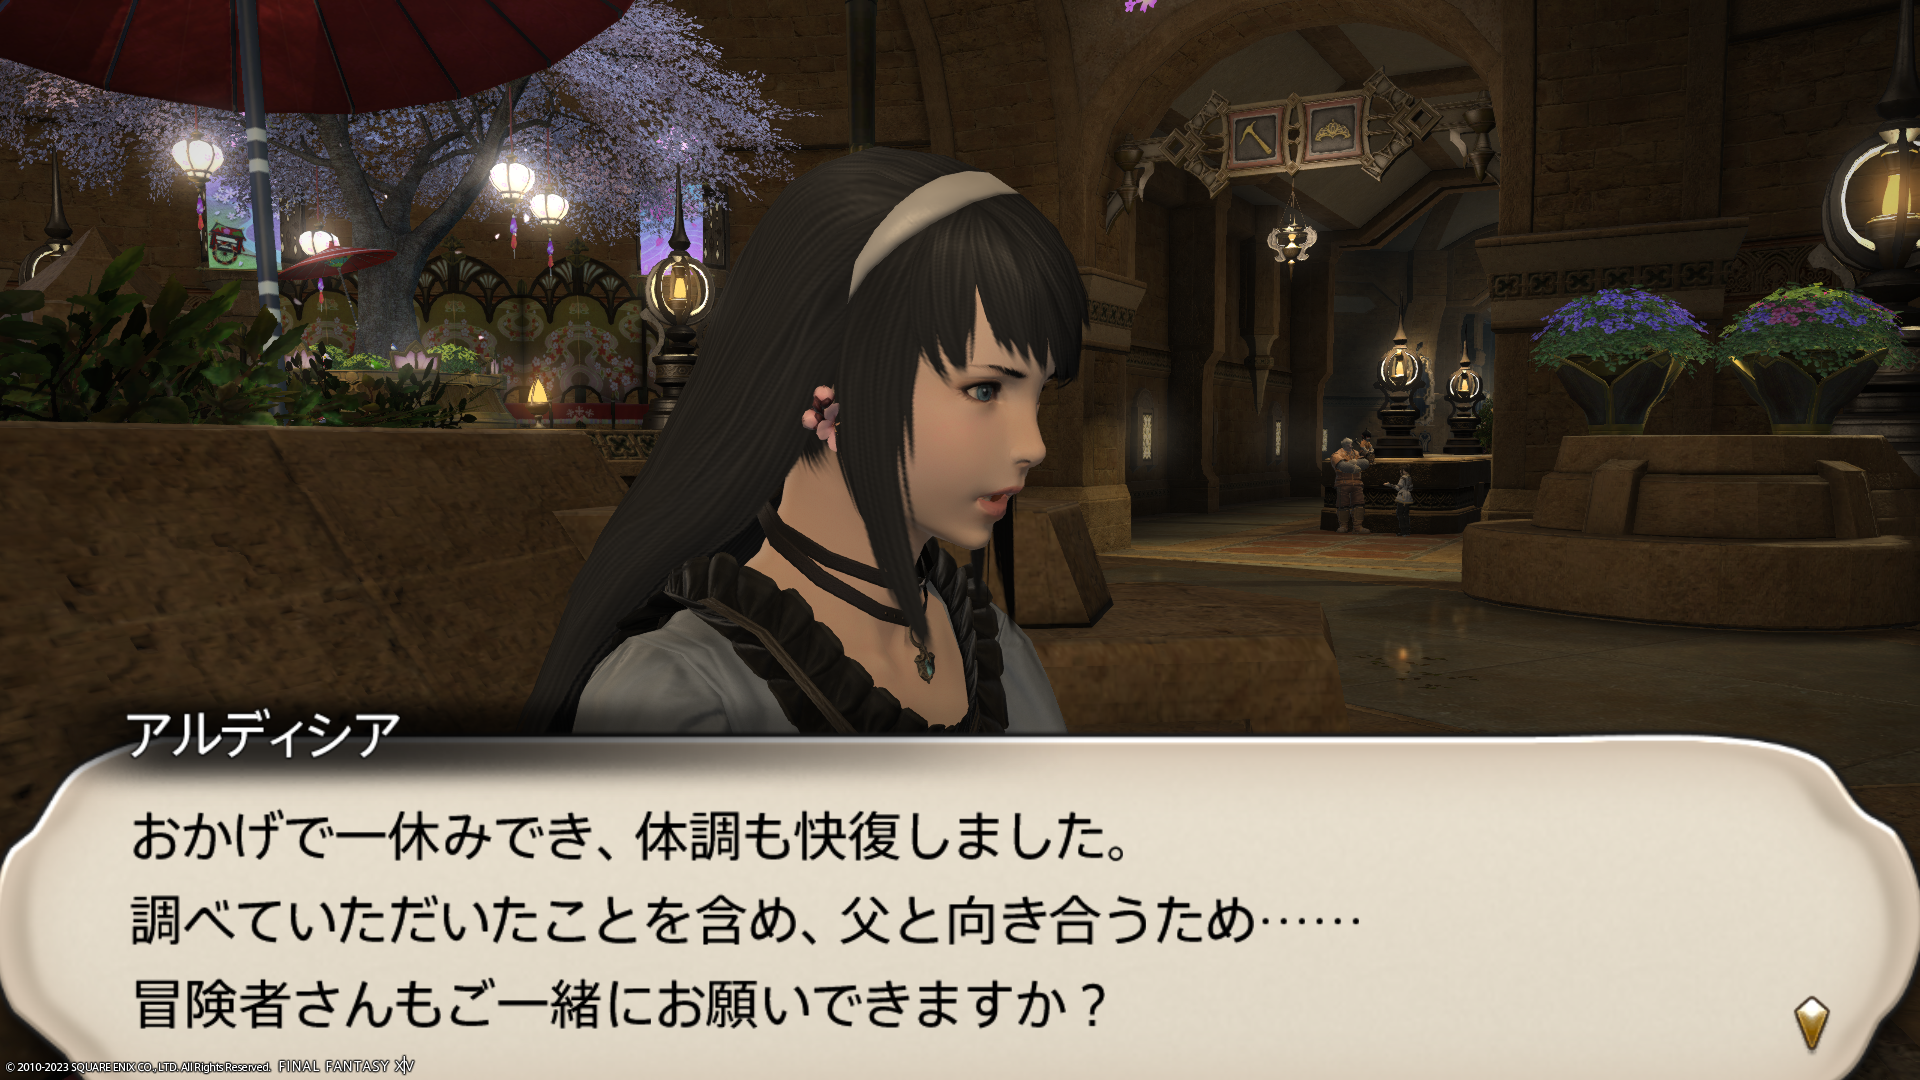 アルディシア
おかげで一休みでき、体調も快復しました。
調べていただいたことを含め、父と向き合うため……
冒険者さんもご一緒にお願いできますか？
© 2010-2023 SQUARE ENIX CO., LTD. All Rights Reserved. FINAL FANTASY XIV